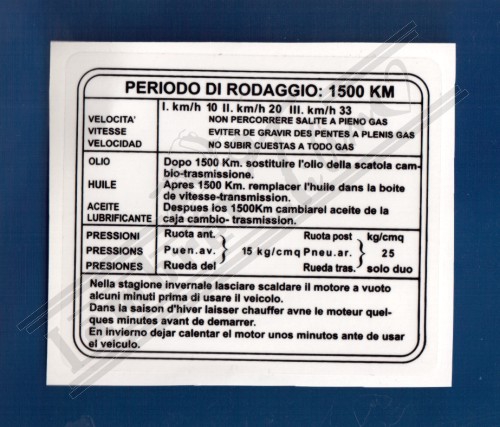 PERIODO DI RODAGGIO: 1500 KM
I. km/h 10 II. km/h 20 III. km/h 33
VELOCITA' NON PERCORRERE SALITE A PIENO GAS
VITESSE EVITER DE GRAVIR DES PENTES A PLENIS GAS
VELOCIDAD NO SUBIR CUESTAS A TODO GAS
OLIO Dopo 1500 Km. sostituire l'olio della scatola cam-
bio-trasmissione.
HUILE Apres 1500 Km. remplacer l'huile dans la boite
de vitesse-transmission.
ACEITE Despues los 1500Km cambiarel aceite de la
LUBRIFICANTE caja cambio- trasmission.
PRESSIONI Ruota ant. Ruota post kg/cmq
PRESSIONS Puen.av. 15 kg/cmq Pneu.ar. 25
PRESIONES Rueda del Rueda tras. solo duo
Nella stagione invernale lasciare scaldare il motore a vuoto
alcuni minuti prima di usare il veicolo.
Dans la saison d'hiver laisser chauffer avne le moteur quel-
ques minutes avant de demarrer.
En invierno dejar calentar el motor unos minutos ante de usar
el veiculo.